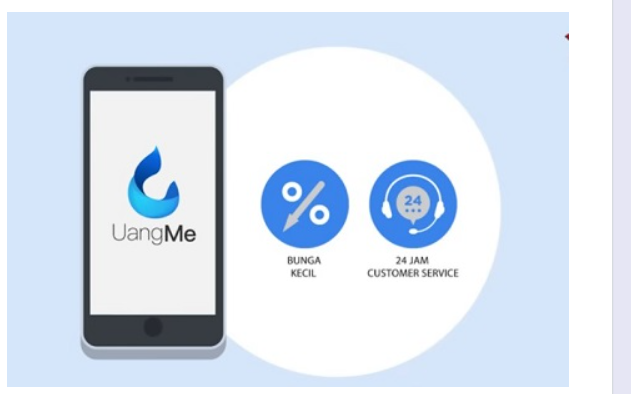 UangMe
%
24
BUNGA
KECIL
24 JAM
CUSTOMER SERVICE